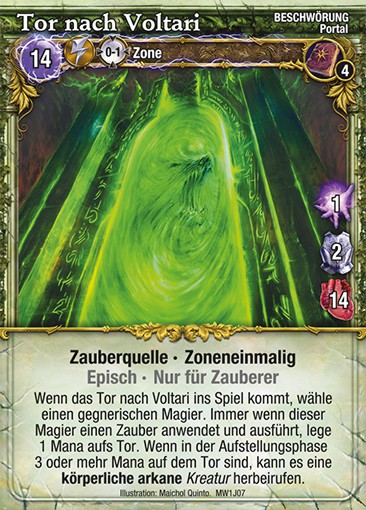 Tor nach Voltari
BESCHWÖRUNG
Portal
14
0-1
Zone
4
1
2
14
Zauberquelle · Zoneneinmalig
Episch · Nur für Zauberer
Wenn das Tor nach Voltari ins Spiel kommt, wähle
einen gegnerischen Magier. Immer wenn dieser
Magier einen Zauber anwendet und ausführt, lege
1 Mana aufs Tor. Wenn in der Aufstellungsphase
3 oder mehr Mana auf dem Tor sind, kann es eine
körperliche arkane Kreatur herbeirufen.
Illustration: Maichol Quinto. MW1J07